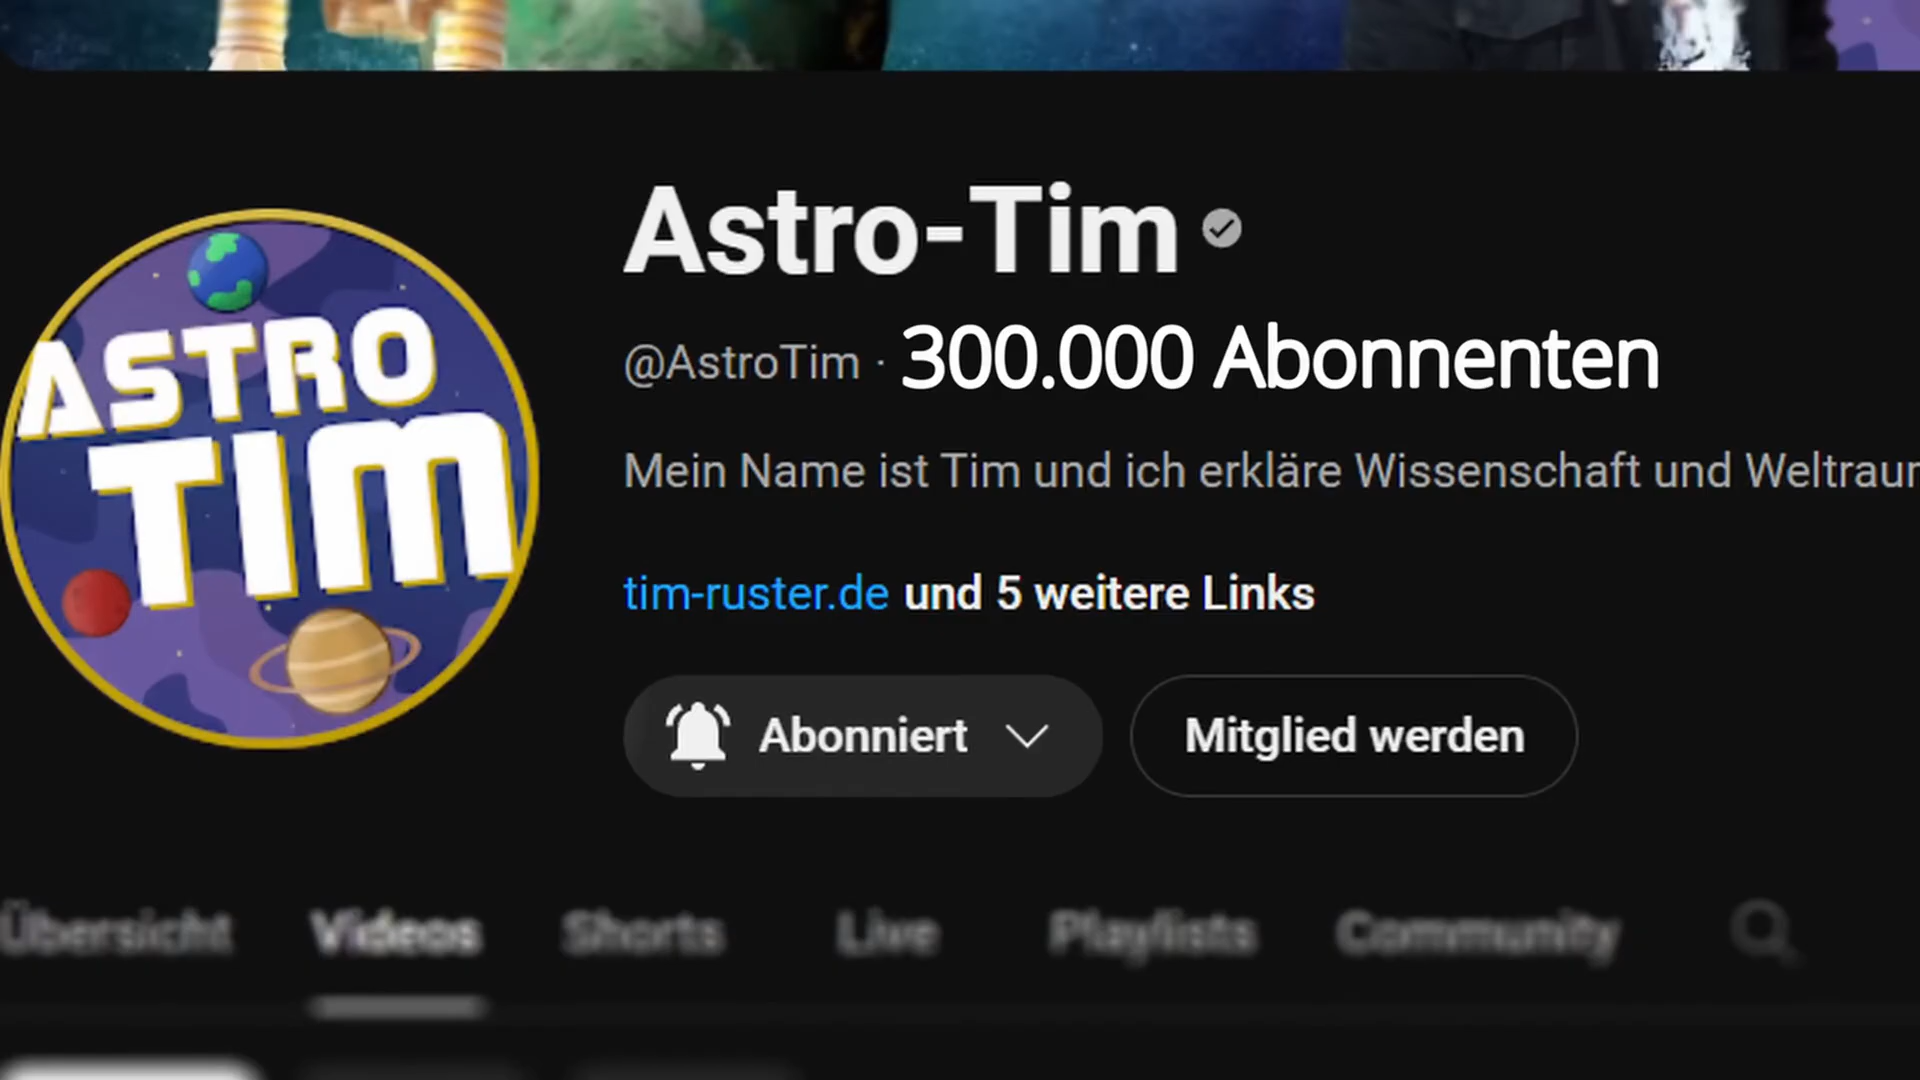 Astro-Tim
ASTRO
TIM
@AstroTim · 300.000 Abonnenten
Mein Name ist Tim und ich erkläre Wissenschaft und
tim-ruster.de und 5 weitere Links
Abonniert
Mitglied werden
Übersicht Videos Shorts Live Playlists Community